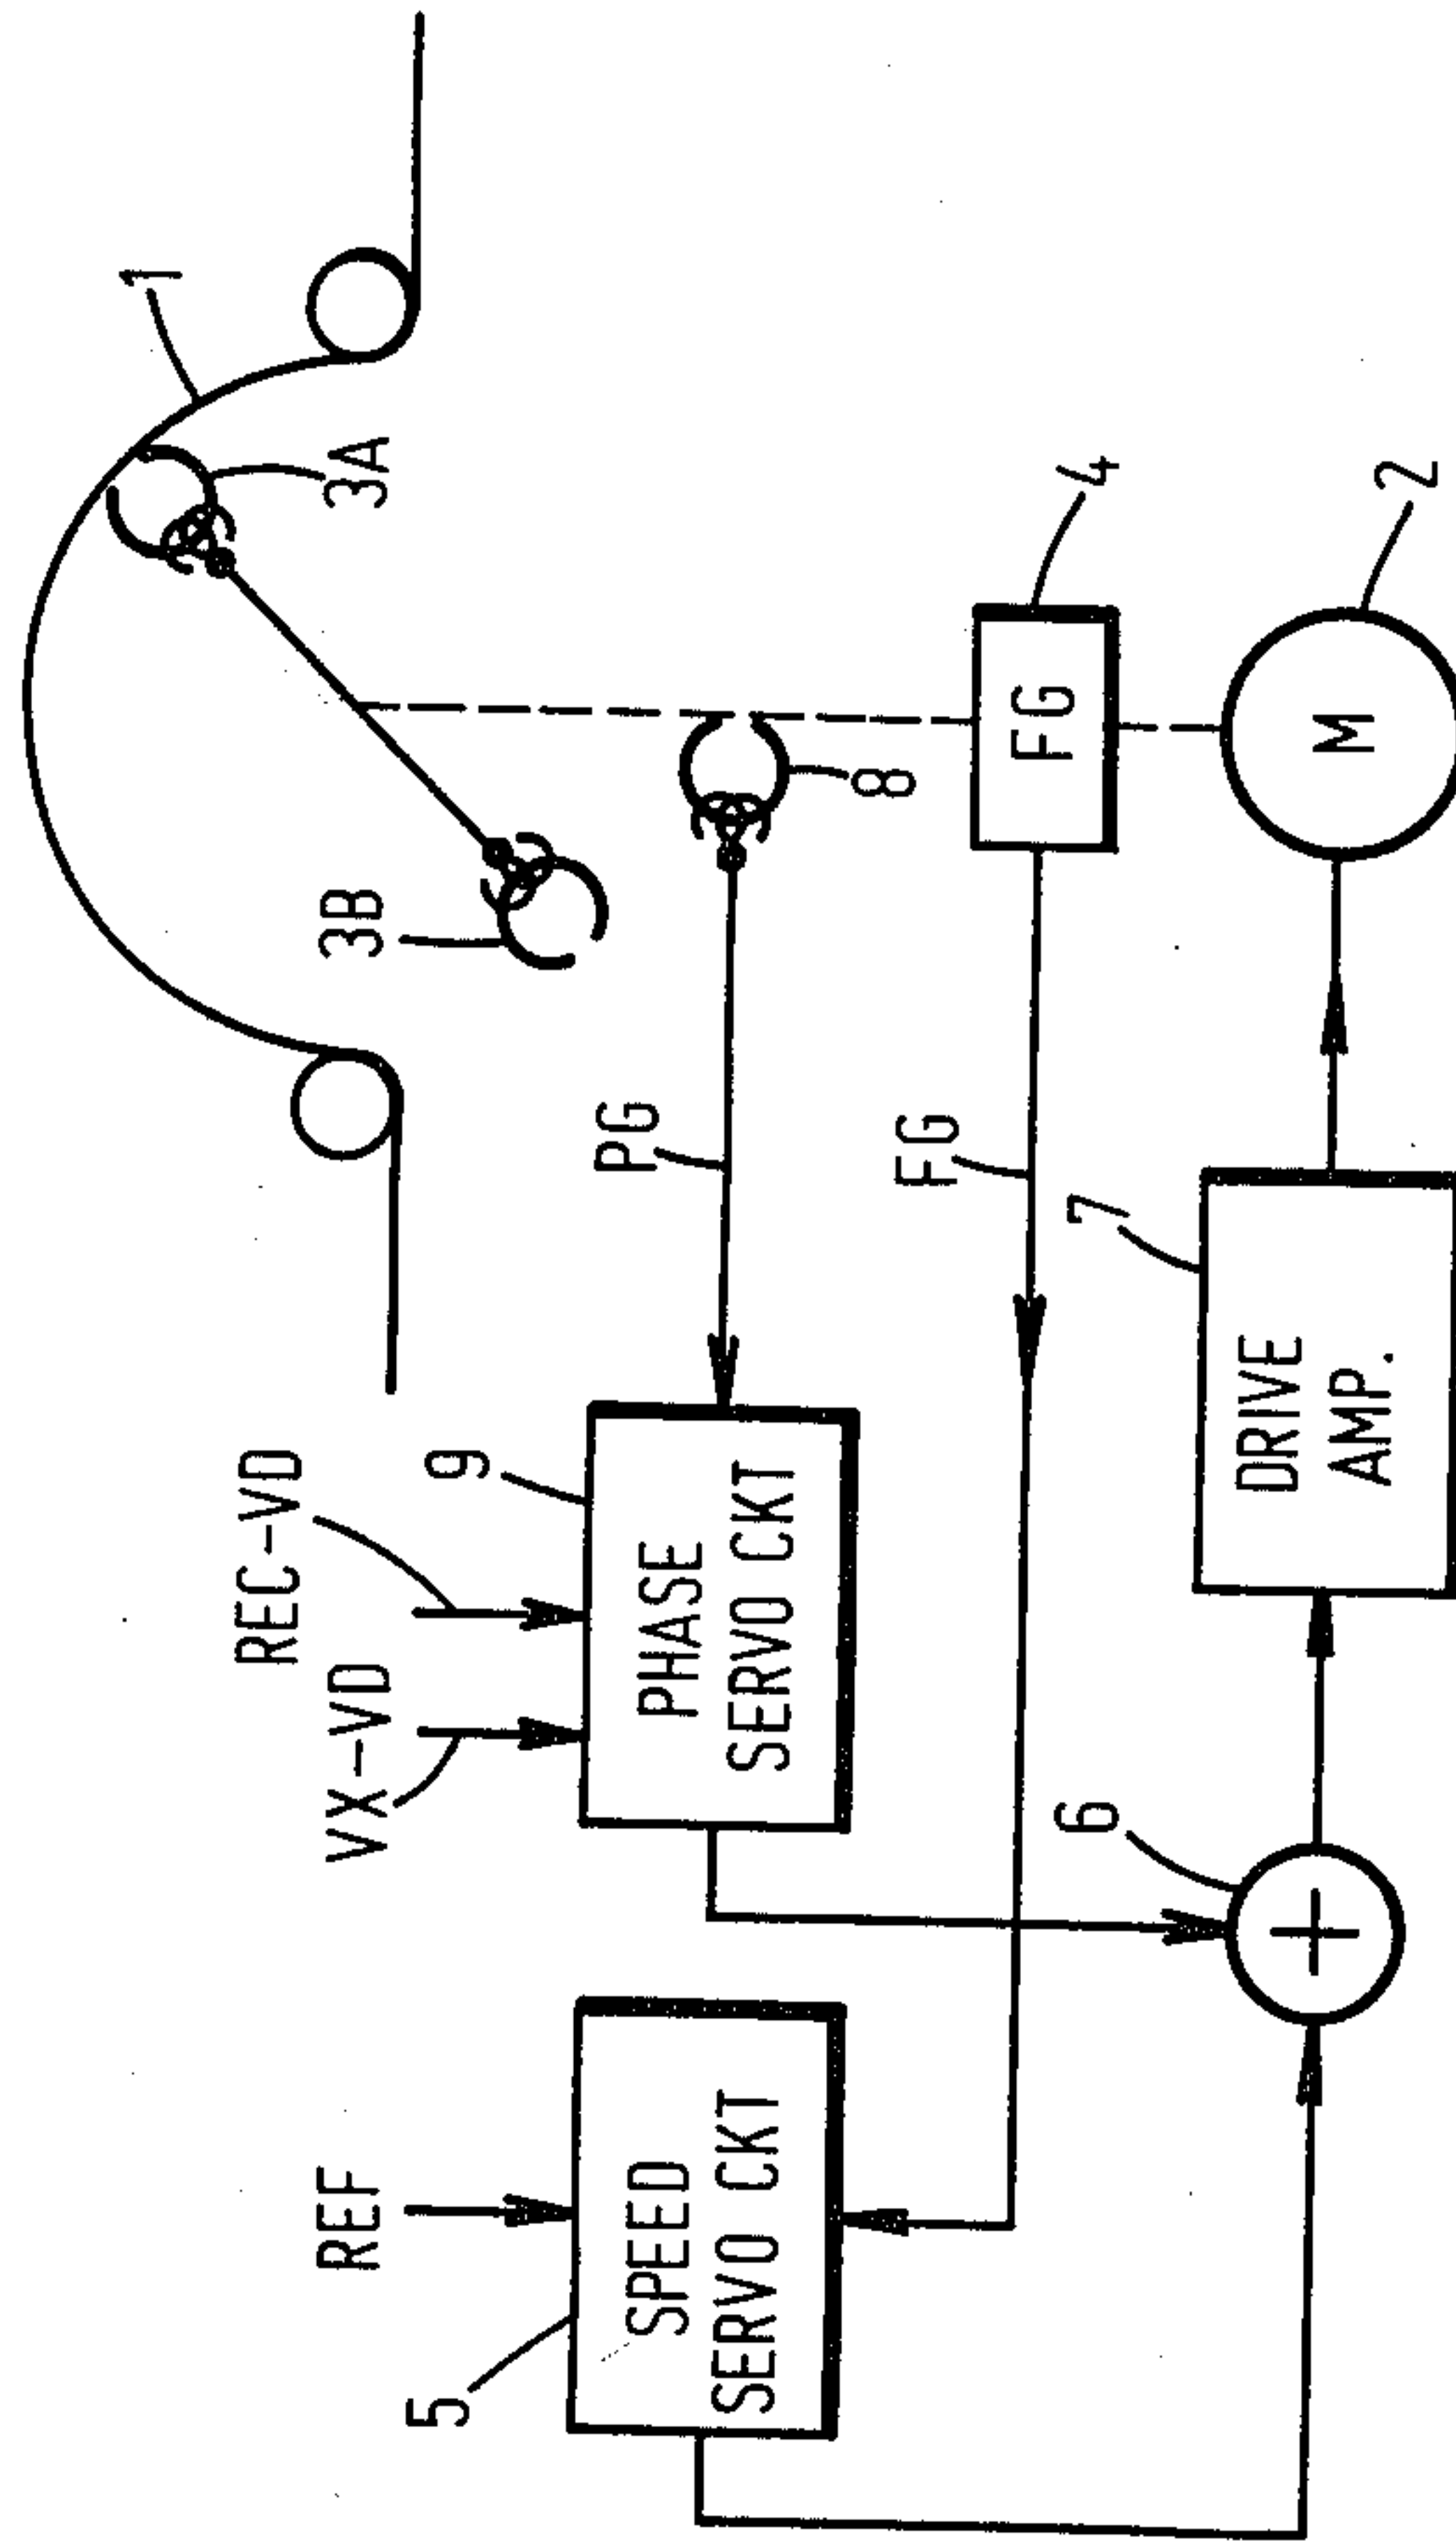 1
3A
3B
REC-VD
VX-VD
REF
PG
8
9
PHASE
SERVO CKT
5
SPEED
SERVO CKT
FG
4
FG
7
DRIVE
AMP.
6
+
M
2